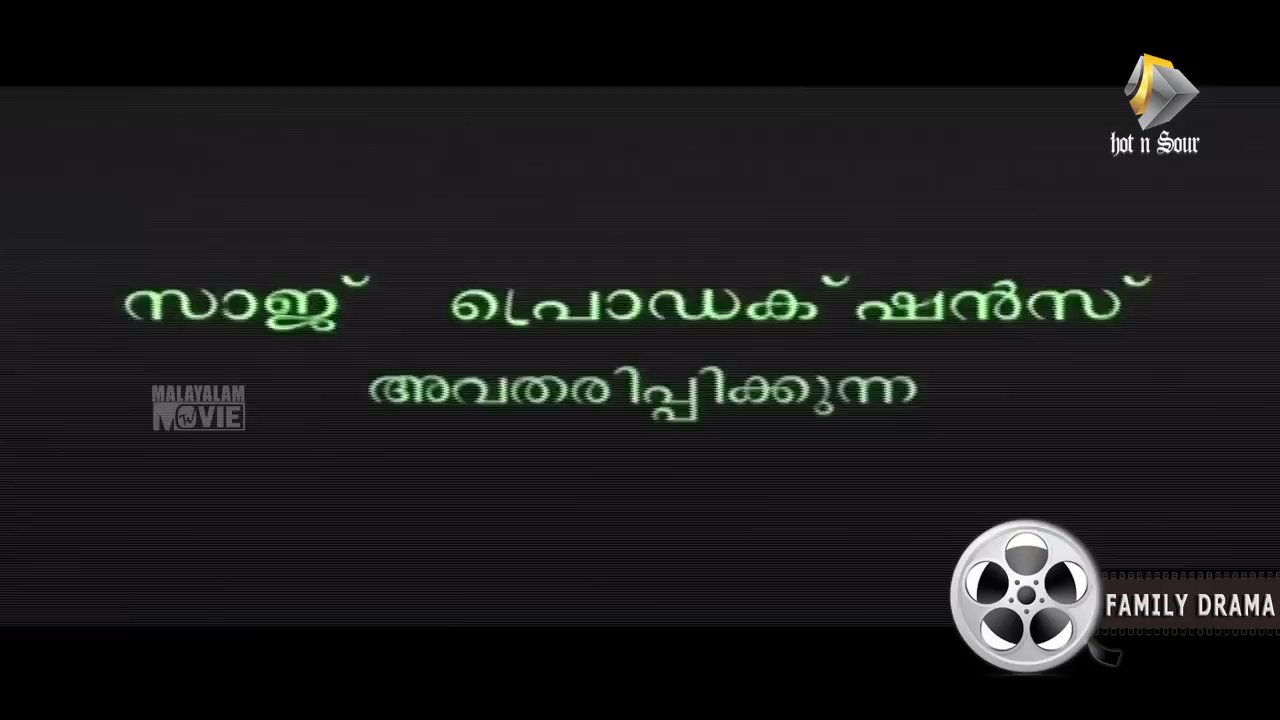 hot n Sour
സാജ് പ്രൊഡക്ഷൻസ്
അവതരിപ്പിക്കുന്ന
MALAYALAM
MOVIE
FAMILY DRAMA